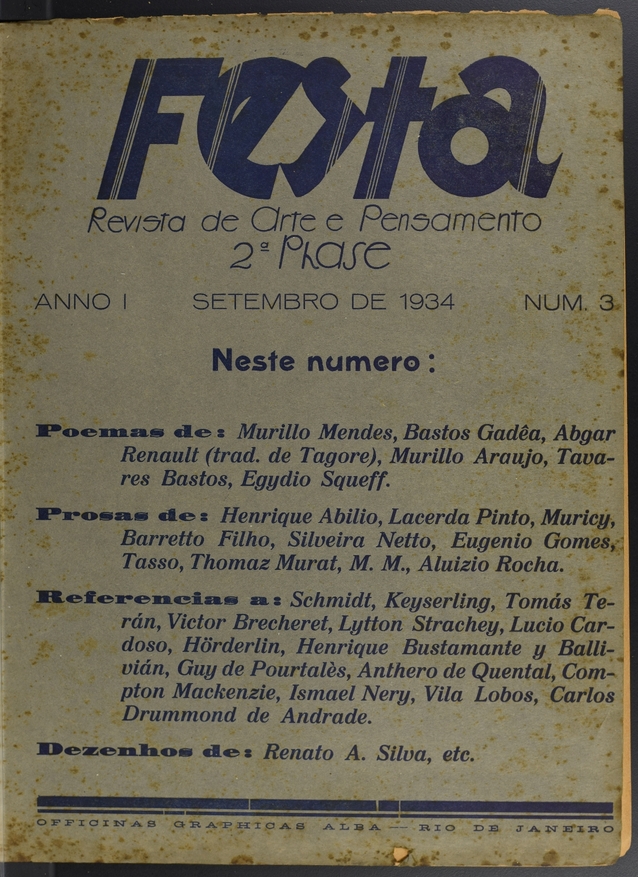 Festa
Revista de Arte e Pensamento
2ª Phase
ANNO I SETEMBRO DE 1934 NUM. 3
Neste numero:
Poemas de: Murillo Mendes, Bastos Gadêa, Abgar
Renault (trad. de Tagore), Murillo Araujo, Tava-
res Bastos, Egydio Squeff.
Prosas de: Henrique Abilio, Lacerda Pinto, Muricy,
Barretto Filho, Silveira Netto, Eugenio Gomes,
Tasso, Thomaz Murat, M. M., Aluizio Rocha.
Referencias a: Schmidt, Keyserling, Tomás Te-
rán, Victor Brecheret, Lytton Strachey, Lucio Car-
doso, Hörderlin, Henrique Bustamante y Balli-
vián, Guy de Pourtalès, Anthero de Quental, Com-
pton Mackenzie, Ismael Nery, Vila Lobos, Carlos
Drummond de Andrade.
Dezenhos de: Renato A. Silva, etc.
OFFICINAS GRAPHICAS ALBA — RIO DE JANEIRO